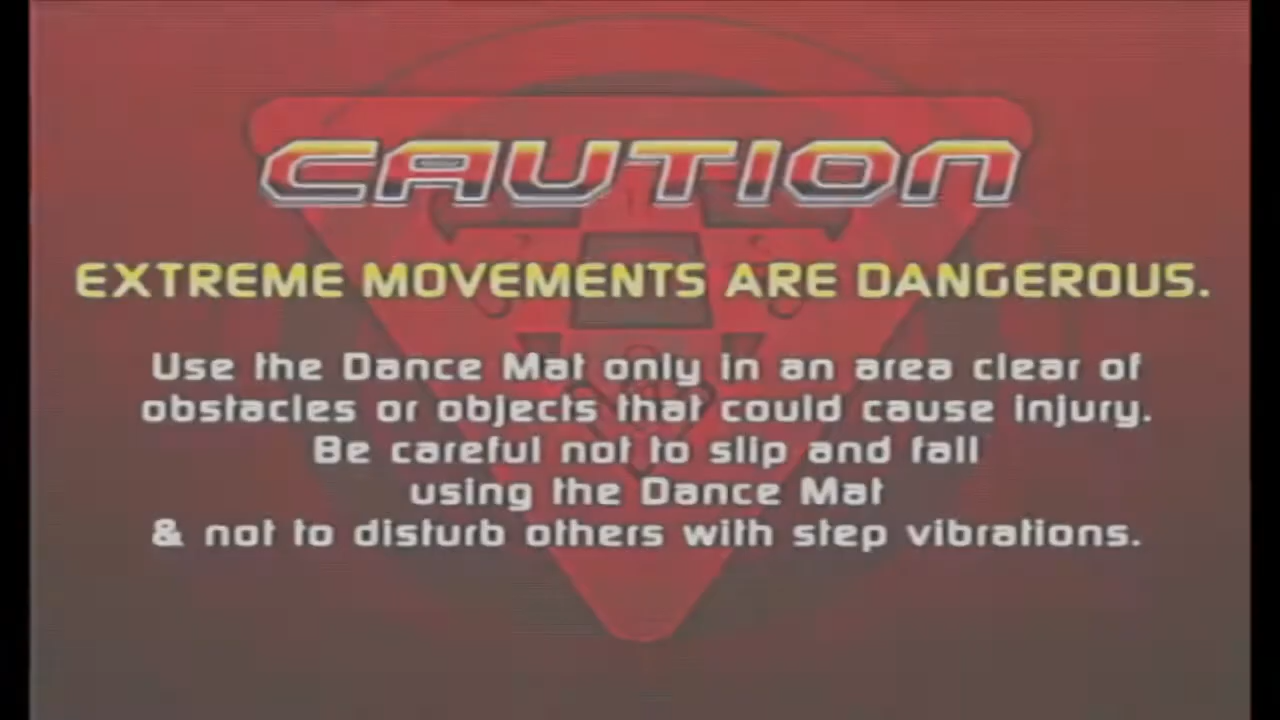 CAUTION
EXTREME MOVEMENTS ARE DANGEROUS.
Use the Dance Mat only in an area clear of
obstacles or objects that could cause injury.
Be careful not to slip and fall
using the Dance Mat
& not to disturb others with step vibrations.